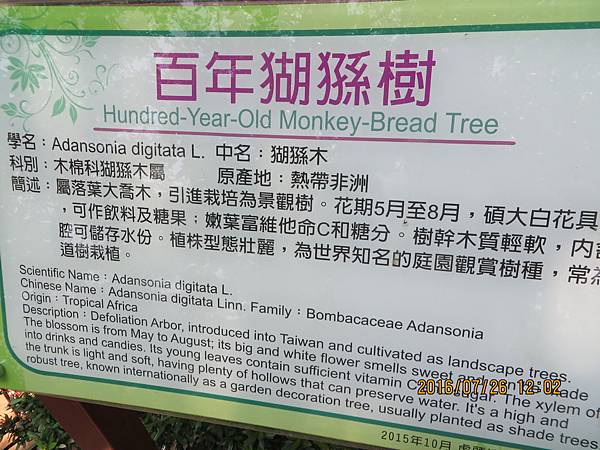 百年猢猻樹
Hundred-Year-Old Monkey-Bread Tree
學名：Adansonia digitata L. 中名：猢猻木
科別：木棉科猢猻木屬 原產地：熱帶非洲
簡述：屬落葉大喬木，引進栽培為景觀樹。花期5月至8月，碩大白花具
，可作飲料及糖果；嫩葉富維他命C和糖分。樹幹木質輕軟，內
腔可儲存水份。植株型態壯麗，為世界知名的庭園觀賞樹種，常為
道樹栽植。
Scientific Name：Adansonia digitata L.
Chinese Name：Adansonia digitata Linn. Family：Bombacaceae Adansonia
Origin：Tropical Africa
Description：Defoliation Arbor, introduced into Taiwan and cultivated as landscape trees.
The blossom is from May to August; its big and white flower smells sweet and can be made
into drinks and candies. Its young leaves contain sufficient vitamin C sugar. The xylem of
the trunk is light and soft, having plenty of hollows that can preserve water. It's a high and
robust tree, known internationally as a garden decoration tree, usually planted as shade trees
2015年10月
2016/07/26 12:02